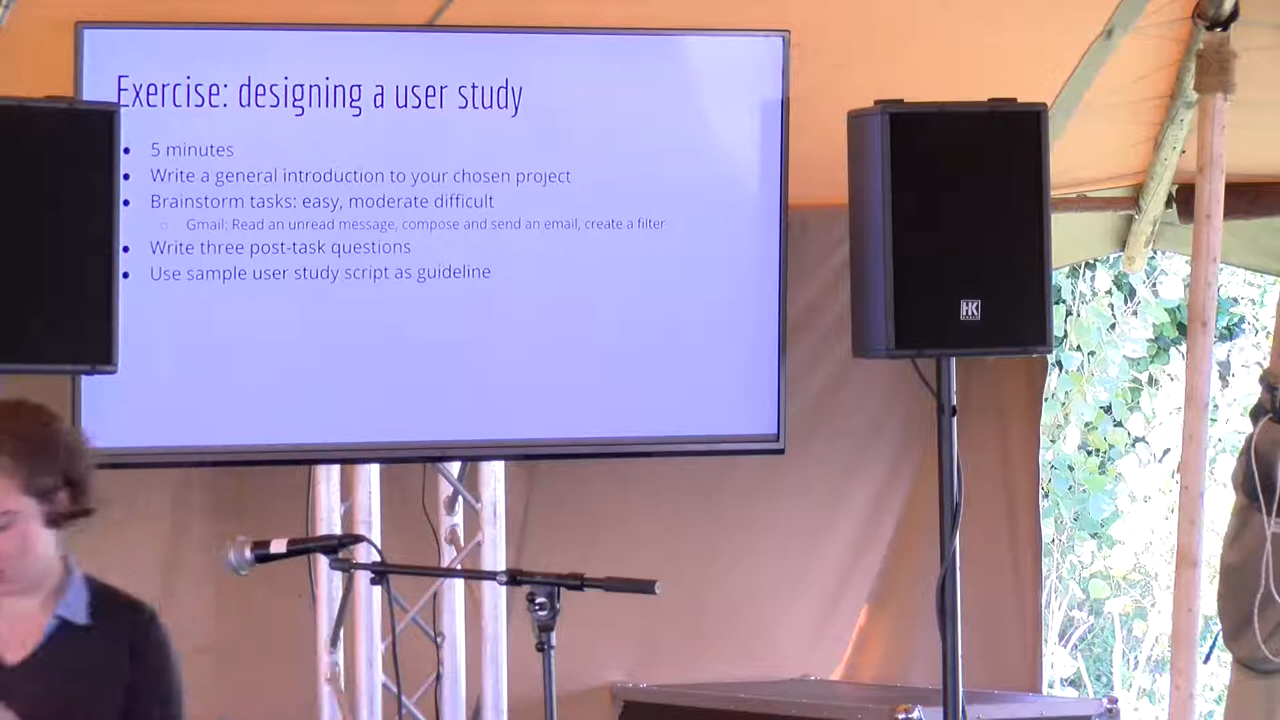 Exercise: designing a user study
5 minutes
Write a general introduction to your chosen project
Brainstorm tasks: easy, moderate difficult
Gmail: Read an unread message, compose and send an email, create a filter
Write three post-task questions
Use sample user study script as guideline
HK